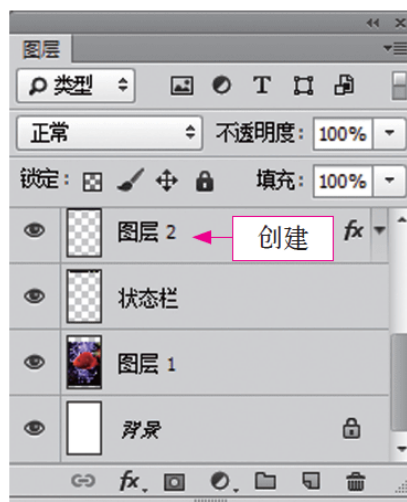 图层
类型
T
正常 不透明度: 100%
锁定: 填充: 100%
图层 2 创建 fx
状态栏
图层 1
背景
fx